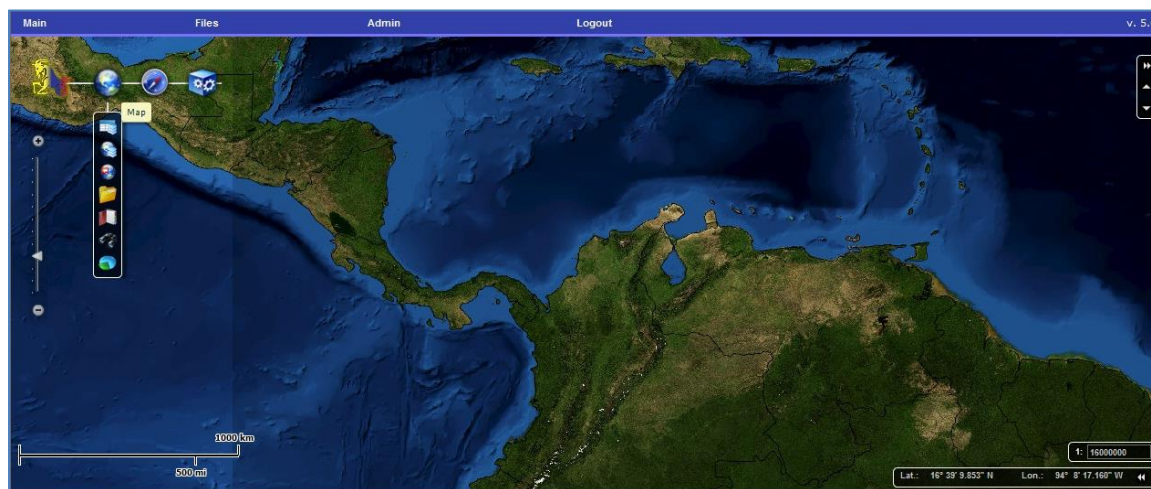 Main Files Admin Logout v. 5.
Map
1000 km
500 mi
1: 16000000
Lat.: 16° 39' 9.853" N Lon.: 94° 8' 17.160" W